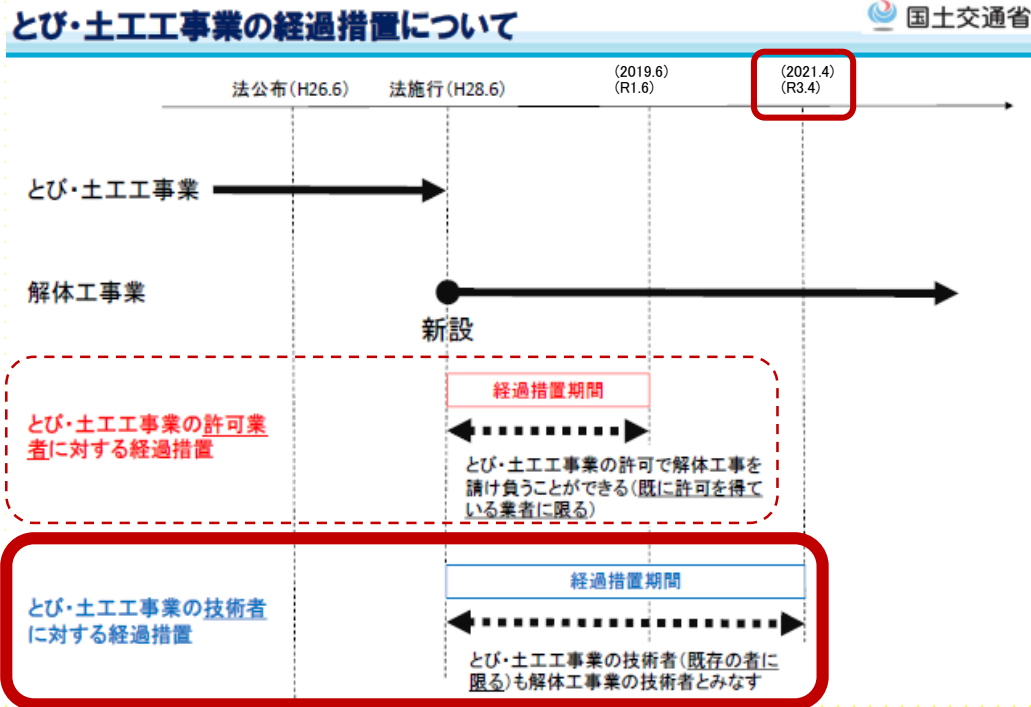 とび・土工工事業の経過措置について
国土交通省
法公布(H26.6)
法施行(H28.6)
(2019.6)
(R1.6)
(2021.4)
(R3.4)
とび・土工工事業
解体工事業
新設
とび・土工工事業の許可業
者に対する経過措置
経過措置期間
とび・土工工事業の許可で解体工事を
請け負うことができる(既に許可を得て
いる業者に限る)
とび・土工工事業の技術者
に対する経過措置
経過措置期間
とび・土工工事業の技術者(既存の者に
限る)も解体工事業の技術者とみなす